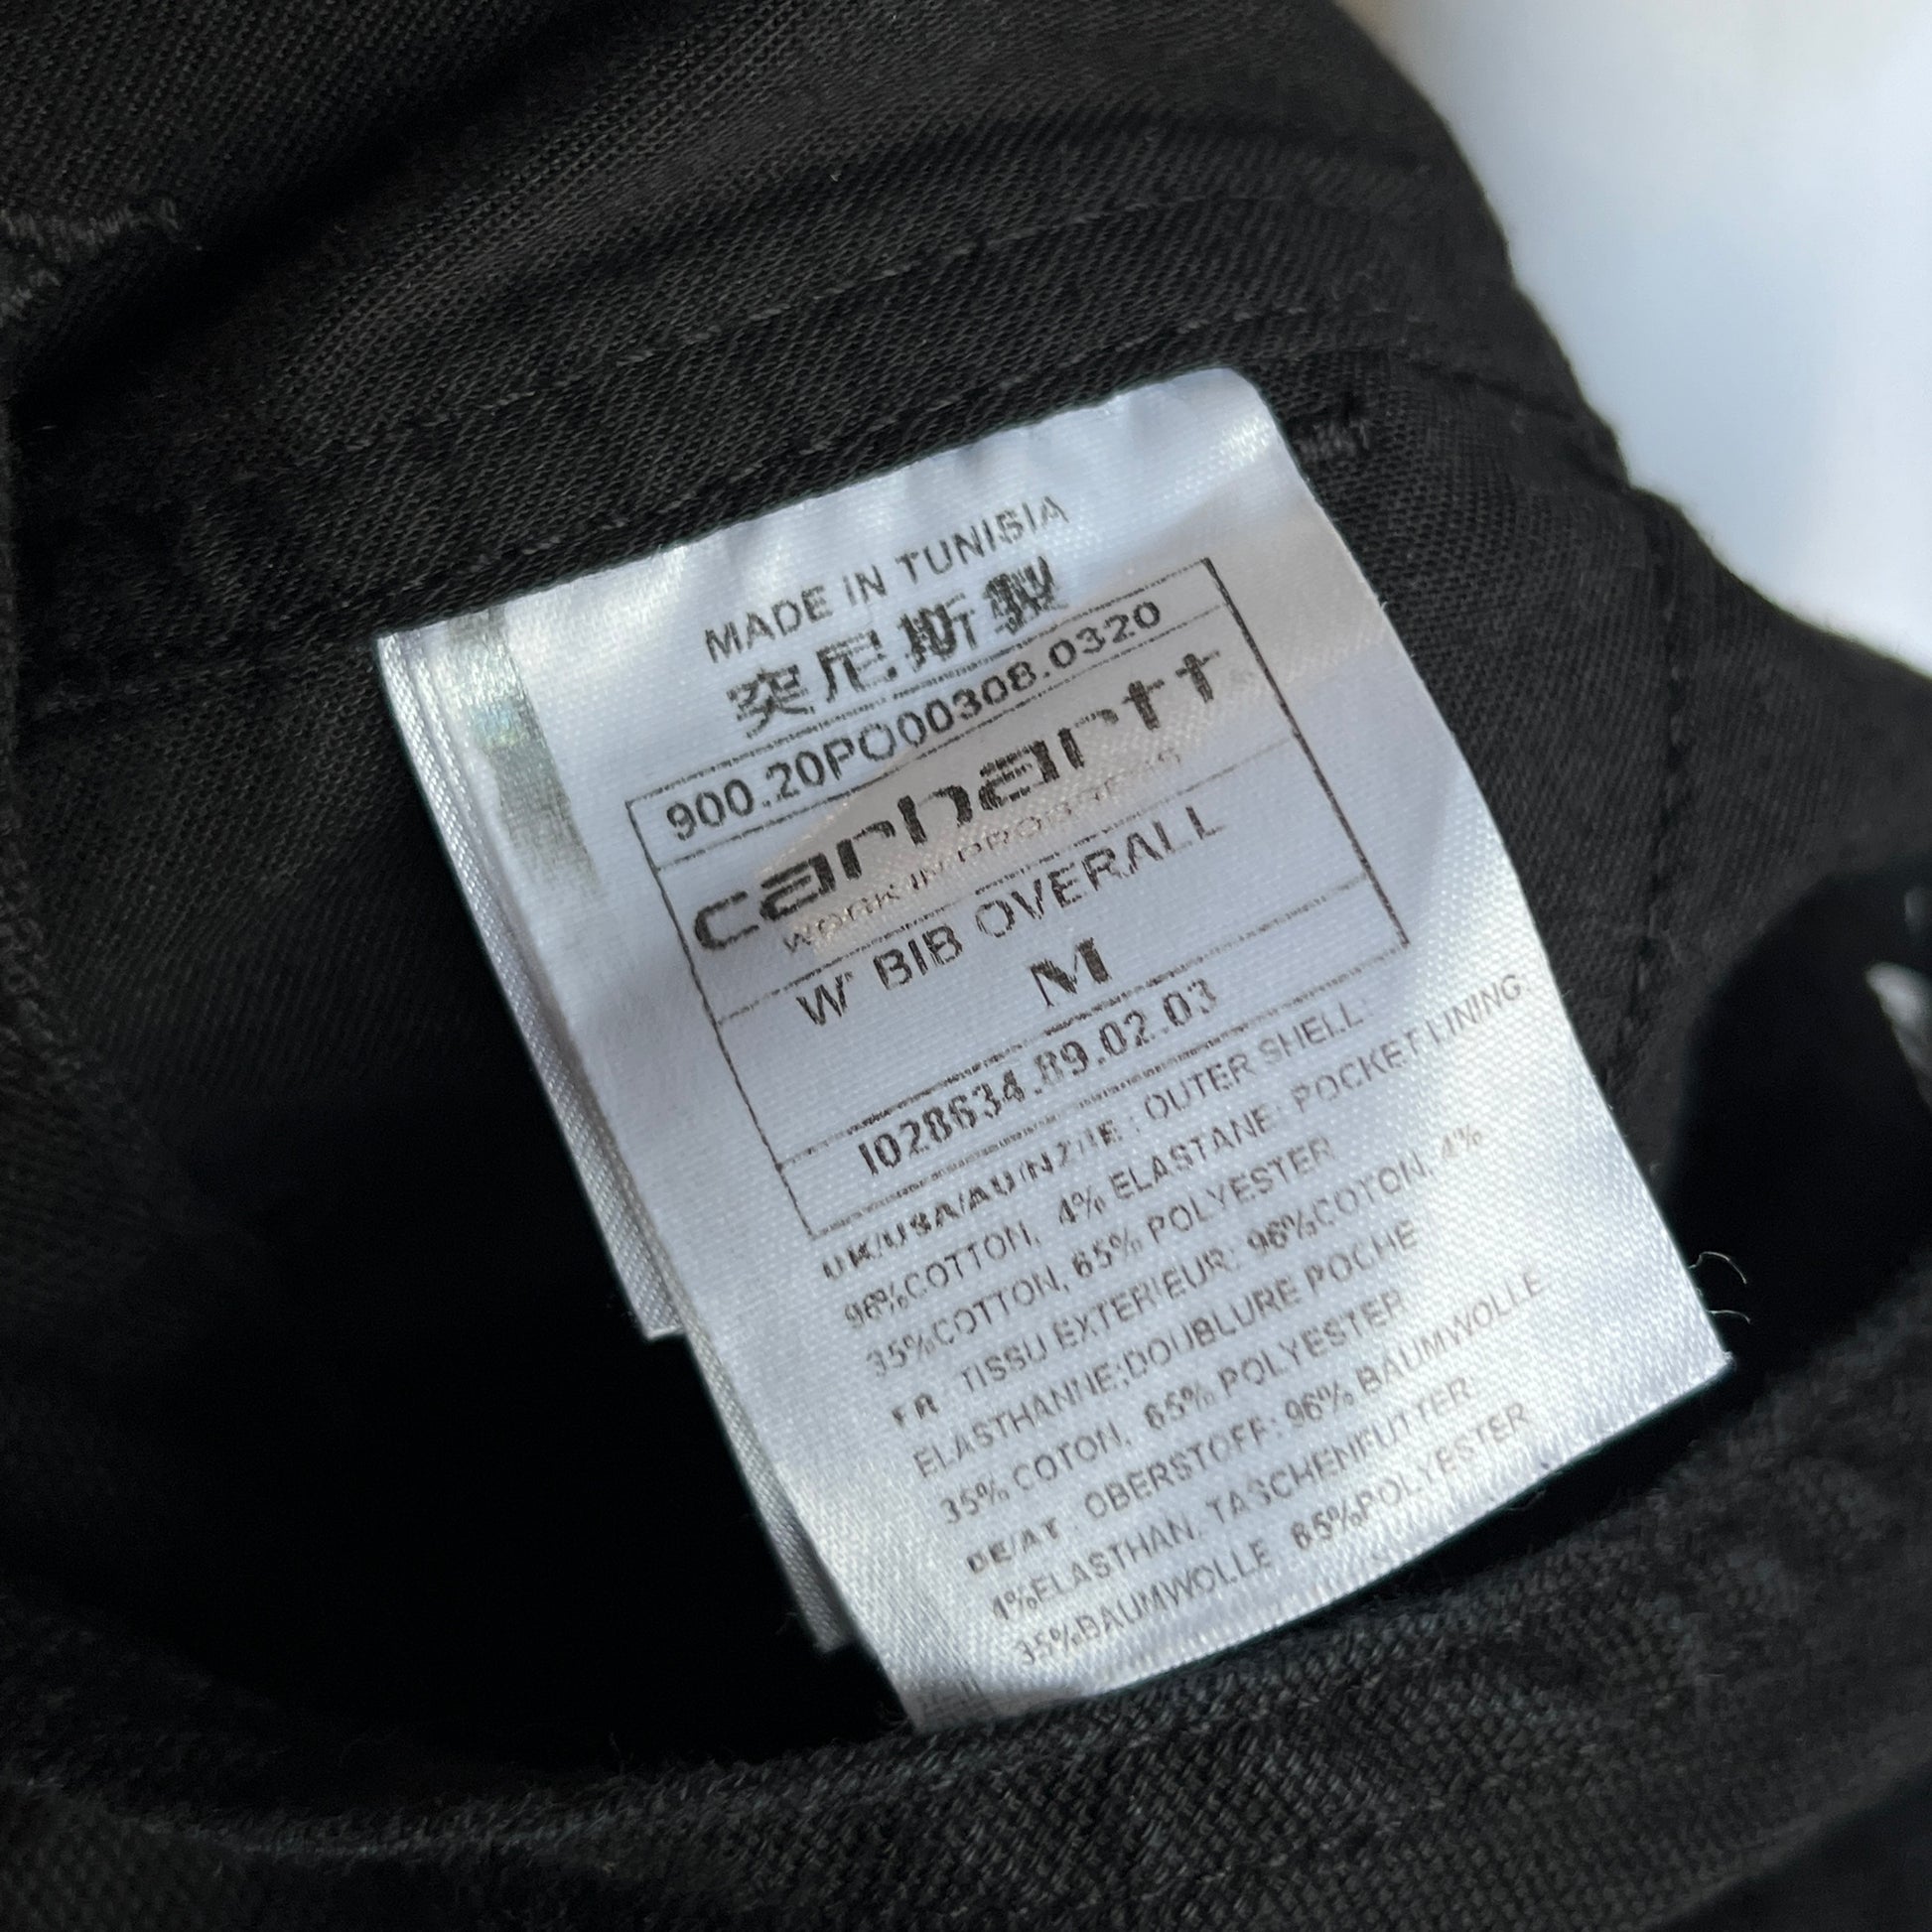 MADE IN TUNISIA
突尼斯製
900.20PO00308.0320
carhartt
WORK IN PROGRESS
W' BIB OVERALL
M
I028634.89.02.03
UK/USA/AU/NZ/IE : OUTER SHELL:
96%COTTON, 4% ELASTANE; POCKET LINING:
35%COTTON, 65% POLYESTER
FR : TISSU EXTERIEUR: 96%COTON, 4%
ELASTHANNE;DOUBLURE POCHE
35% COTON, 65% POLYESTER
DE/AT : OBERSTOFF: 96% BAUMWOLLE
4%ELASTHAN, TASCHENFUTTER
35%BAUMWOLLE 65%POLYESTER